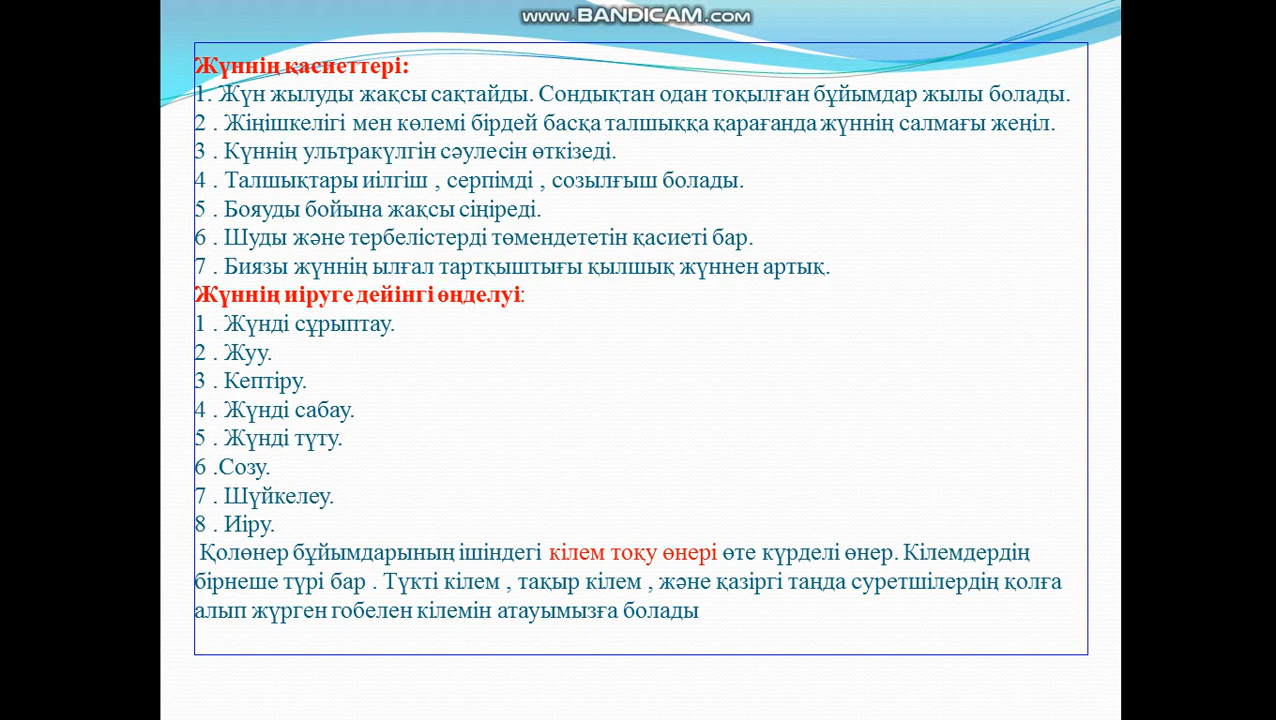 www.BANDICAM.com
Жүннің қасиеттері:
1. Жүн жылуды жақсы сақтайды. Сондықтан одан тоқылған бұйымдар жылы болады.
2 . Жіңішкелігі мен көлемі бірдей басқа талшыққа қарағанда жүннің салмағы жеңіл.
3 . Күннің ультракүлгін сәулесін өткізеді.
4 . Талшықтары иілгіш , серпімді , созылғыш болады.
5 . Бояуды бойына жақсы сіңіреді.
6 . Шуды және тербелістерді төмендететін қасиеті бар.
7 . Биязы жүннің ылғал тартқыштығы қылшық жүннен артық.
Жүннің иіруге дейінгі өңделуі:
1 . Жүнді сұрыптау.
2 . Жуу.
3 . Кептіру.
4 . Жүнді сабау.
5 . Жүнді түту.
6 .Созу.
7 . Шүйкелеу.
8 . Иіру.
Қолөнер бұйымдарының ішіндегі кілем тоқу өнері өте күрделі өнер. Кілемдердің
бірнеше түрі бар . Түкті кілем , тақыр кілем , және қазіргі таңда суретшілердің қолға
алып жүрген гобелен кілемін атауымызға болады